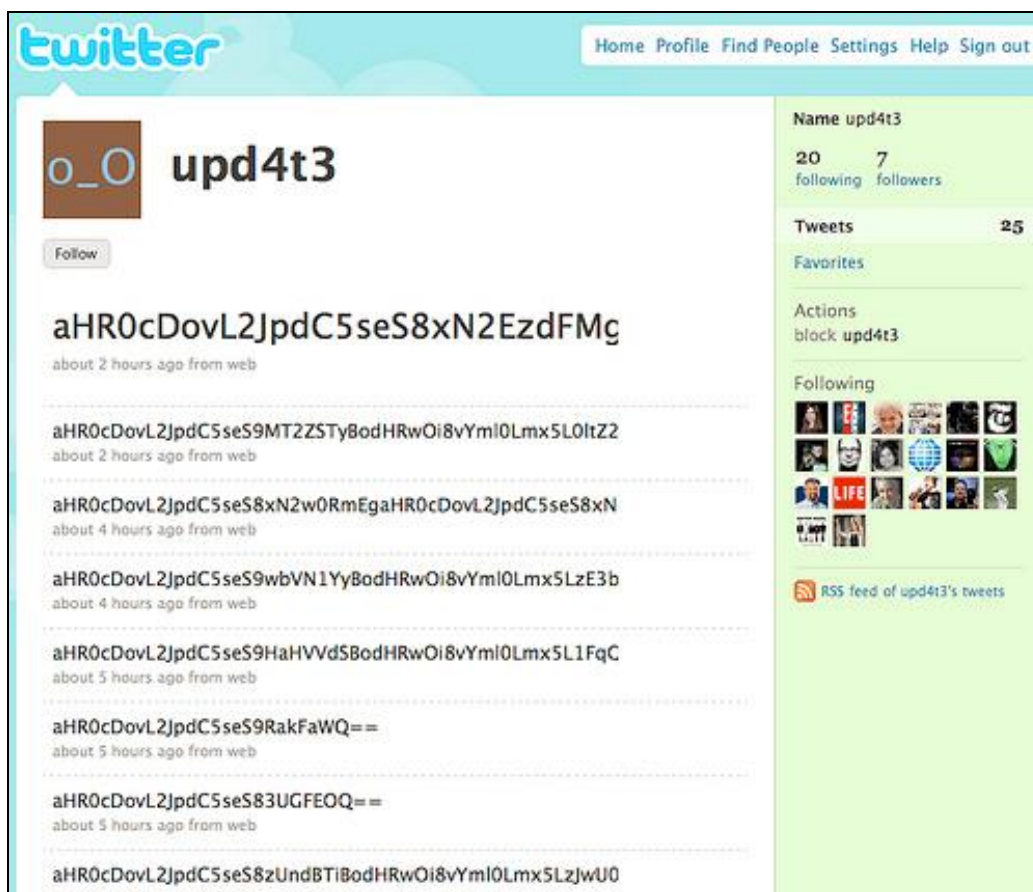 twitter
Home Profile Find People Settings Help Sign out
o_O
upd4t3
Follow
aHR0cDovL2JpdC5seS8xN2EzdFMg
about 2 hours ago from web
aHR0cDovL2JpdC5seS9MT2ZSTyBodHRwOi8vYml0Lmx5L0ltZ2
about 2 hours ago from web
aHR0cDovL2JpdC5seS8xN2w0RmEgaHR0cDovL2JpdC5seS8xN
about 4 hours ago from web
aHR0cDovL2JpdC5seS9wbVN1YyBodHRwOi8vYml0Lmx5LzE3b
about 4 hours ago from web
aHR0cDovL2JpdC5seS9HaHVVdSBodHRwOi8vYml0Lmx5L1FqC
about 5 hours ago from web
aHR0cDovL2JpdC5seS9RakFaWQ==
about 5 hours ago from web
aHR0cDovL2JpdC5seS83UGFEOQ==
about 5 hours ago from web
aHR0cDovL2JpdC5seS8zUndBTiBodHRwOi8vYml0Lmx5LzJwU0
Name upd4t3
20 7
following followers
Tweets 25
Favorites
Actions
block upd4t3
Following
LIFE
RSS feed of upd4t3's tweets